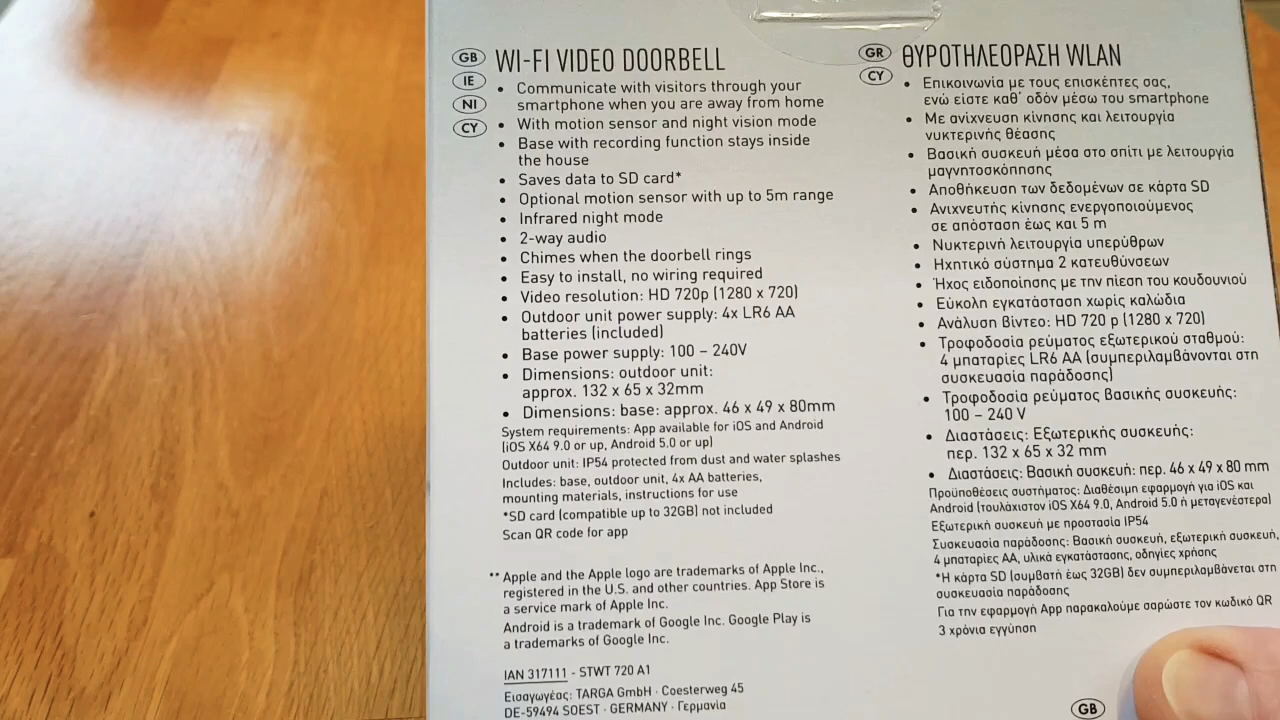 GB
IE
NI
CY
WI-FI VIDEO DOORBELL
• Communicate with visitors through your
smartphone when you are away from home
• With motion sensor and night vision mode
• Base with recording function stays inside
the house
• Saves data to SD card*
• Optional motion sensor with up to 5m range
• Infrared night mode
• 2-way audio
• Chimes when the doorbell rings
• Easy to install, no wiring required
• Video resolution: HD 720p (1280 x 720)
• Outdoor unit power supply: 4x LR6 AA
batteries (included)
• Base power supply: 100 – 240V
• Dimensions: outdoor unit:
approx. 132 x 65 x 32mm
• Dimensions: base: approx. 46 x 49 x 80mm
System requirements: App available for iOS and Android
(iOS X64 9.0 or up, Android 5.0 or up)
Outdoor unit: IP54 protected from dust and water splashes
Includes: base, outdoor unit, 4x AA batteries,
mounting materials, instructions for use
*SD card (compatible up to 32GB) not included
Scan QR code for app
** Apple and the Apple logo are trademarks of Apple Inc.,
registered in the U.S. and other countries. App Store is
a service mark of Apple Inc.
Android is a trademark of Google Inc. Google Play is
a trademarks of Google Inc.
IAN 317111 - STWT 720 A1
Εισαγωγέας: TARGA GmbH · Coesterweg 45
DE-59494 SOEST · GERMANY · Γερμανία
GR
CY
ΘΥΡΟΤΗΛΕΟΡΑΣΗ WLAN
• Επικοινωνία με τους επισκέπτες σας,
ενώ είστε καθ' οδόν μέσω του smartphone
• Με ανίχνευση κίνησης και λειτουργία
νυκτερινής θέασης
• Βασική συσκευή μέσα στο σπίτι με λειτουργία
μαγνητοσκόπησης
• Αποθήκευση των δεδομένων σε κάρτα SD
• Ανιχνευτής κίνησης ενεργοποιούμενος
σε απόσταση έως και 5 m
• Νυκτερινή λειτουργία υπερύθρων
• Ηχητικό σύστημα 2 κατευθύνσεων
• Ήχος ειδοποίησης με την πίεση του κουδουνιού
• Εύκολη εγκατάσταση χωρίς καλώδια
• Ανάλυση βίντεο: HD 720 p (1280 x 720)
• Τροφοδοσία ρεύματος εξωτερικού σταθμού:
4 μπαταρίες LR6 AA (συμπεριλαμβάνονται στη
συσκευασία παράδοσης)
• Τροφοδοσία ρεύματος βασικής συσκευής:
100 – 240 V
• Διαστάσεις: Εξωτερικής συσκευής:
περ. 132 x 65 x 32 mm
• Διαστάσεις: Βασική συσκευή: περ. 46 x 49 x 80 mm
Προϋποθέσεις συστήματος: Διαθέσιμη εφαρμογή για iOS και
Android (τουλάχιστον iOS X64 9.0, Android 5.0 ή μεταγενέστερα)
Εξωτερική συσκευή με προστασία IP54
Συσκευασία παράδοσης: Βασική συσκευή, εξωτερική συσκευή,
4 μπαταρίες AA, υλικά εγκατάστασης, οδηγίες χρήσης
*Η κάρτα SD (συμβατή έως 32GB) δεν συμπεριλαμβάνεται στη
συσκευασία παράδοσης
Για την εφαρμογή App παρακαλούμε σαρώστε τον κωδικό QR
3 χρόνια εγγύηση
GB